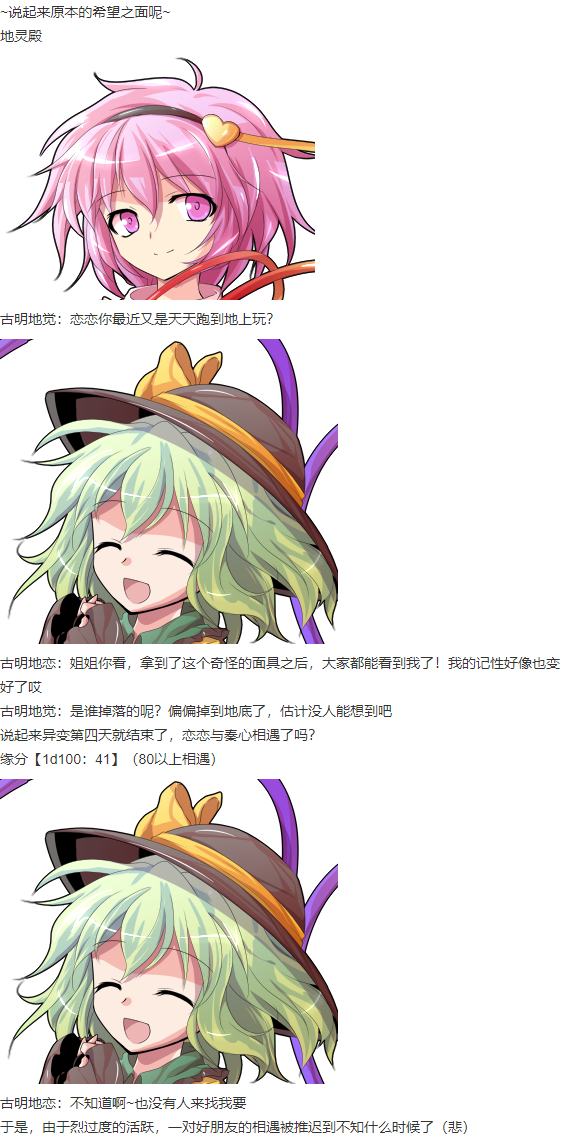 ~说起来原本的希望之面呢~
地灵殿
古明地觉：恋恋你最近又是天天跑到地上玩？
古明地恋：姐姐你看，拿到了这个奇怪的面具之后，大家都能看到我了！我的记性好像也变
好了哎
古明地觉：是谁掉落的呢？偏偏掉到地底了，估计没人能想到吧
说起来异变第四天就结束了，恋恋与秦心相遇了吗？
缘分【1d100：41】（80以上相遇）
古明地恋：不知道啊~也没有人来找我要
于是，由于烈过度的活跃，一对好朋友的相遇被推迟到不知什么时候了（悲）